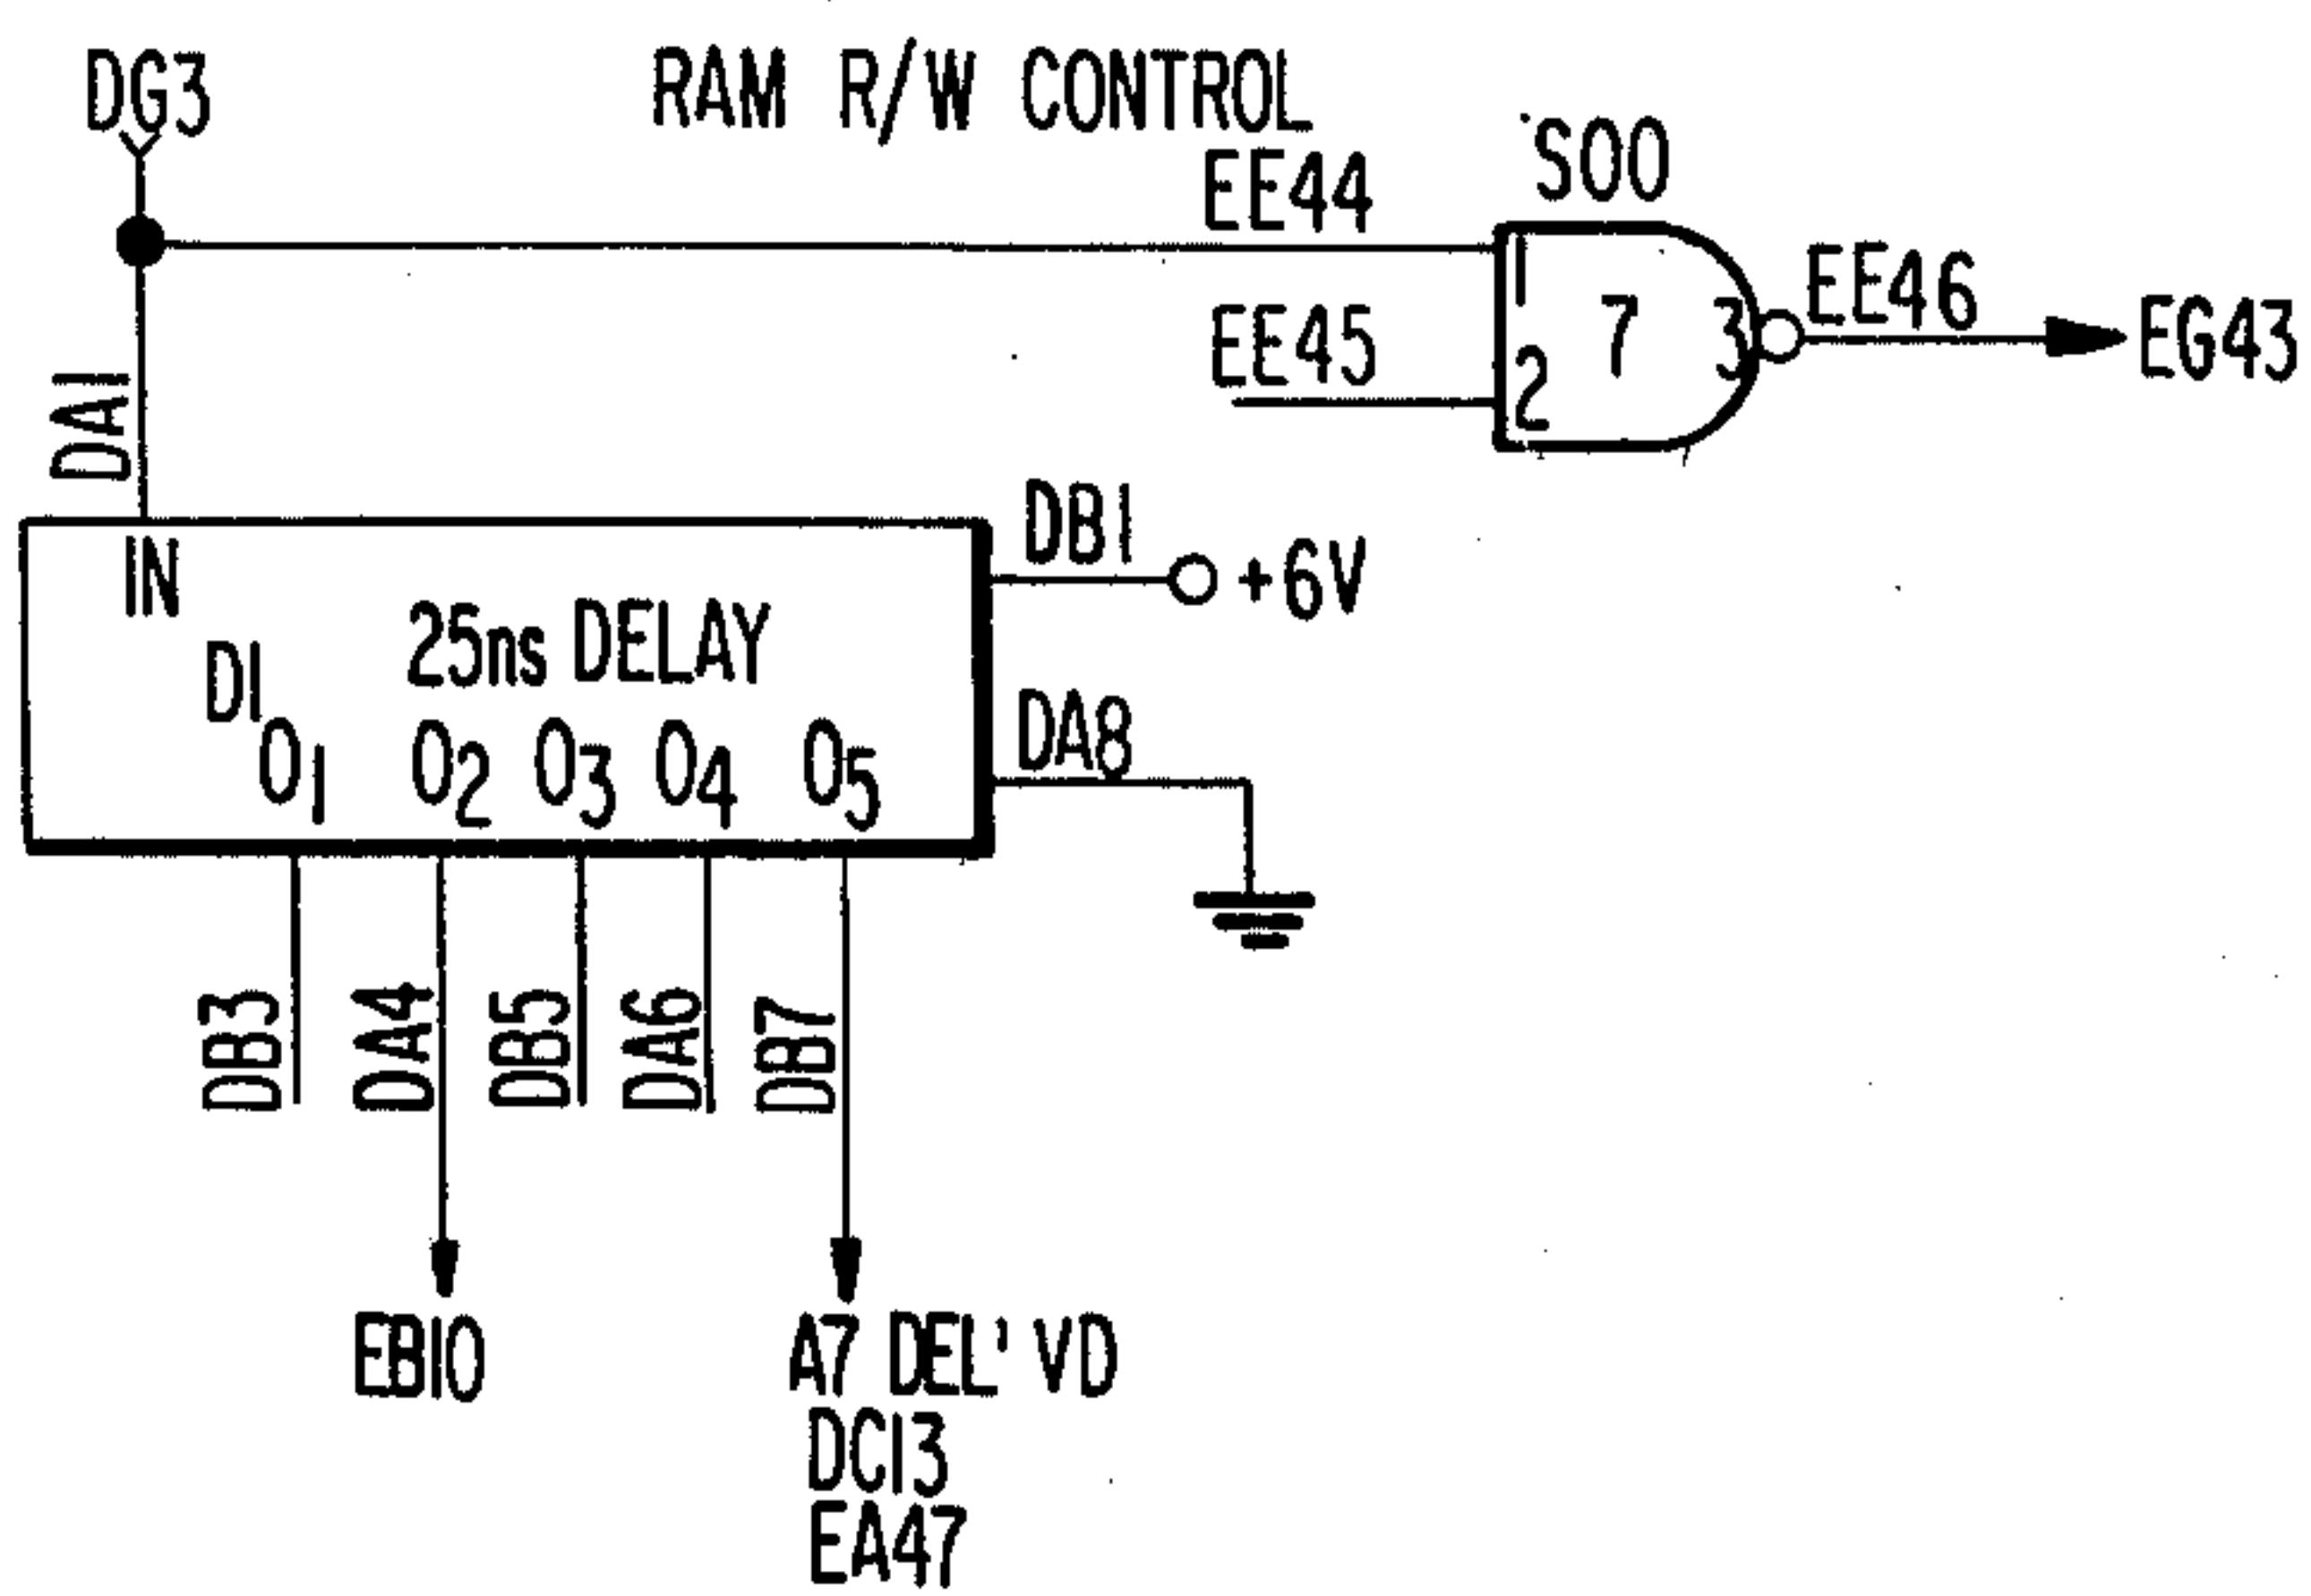 DG3
RAM R/W CONTROL
S00
EE44
1
EE45
2
7
3
EE46
EG43
DA1
IN
DB1
+6V
25ns DELAY
D1
DA8
O1
O2
O3
O4
O5
DB3
DA4
DB5
DA6
DB7
EB10
A7 DEL' VD
DC13
EA47